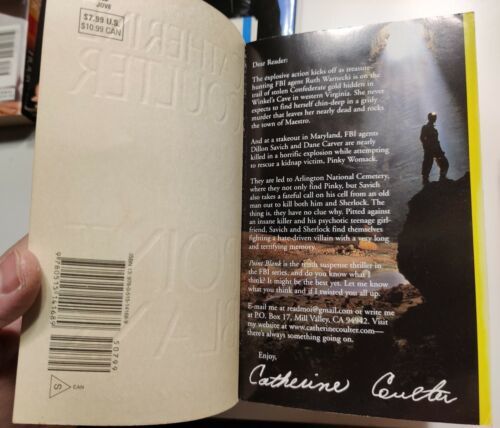 JOVE
$7.99 U.S.
$10.99 CAN
CATHERINE
COULTER
Dear Reader:
The explosive action kicks off as treasure-
hunting FBI agent Ruth Warnecki is on the
trail of stolen Confederate gold hidden in
Winkel's Cave in western Virginia. She never
expects to find herself chin-deep in a grisly
murder that leaves her nearly dead and rocks
the town of Maestro.
And at a stakeout in Maryland, FBI agents
Dillon Savich and Dane Carver are nearly
killed in a horrific explosion while attempting
to rescue a kidnap victim, Pinky Womack.
They are led to Arlington National Cemetery,
where they not only find Pinky, but Savich
also takes a fateful call on his cell from an old
man out to kill both him and Sherlock. The
thing is, they have no clue why. Pitted against
an insane killer and his psychotic teenage girl-
friend, Savich and Sherlock find themselves
fighting a hate-driven villain with a very long
and terrifying memory.
Point Blank is the tenth suspense thriller in
the FBI series, and do you know what I
think? It might be the best yet. Let me know
what you think and if I twisted you all up.
E-mail me at readmoi@gmail.com or write me
at P.O. Box 17, Mill Valley, CA 94942. Visit
my website at www.catherinecoulter.com—
there's always something going on.
Enjoy,
Catherine Coulter
50799
S
EAN